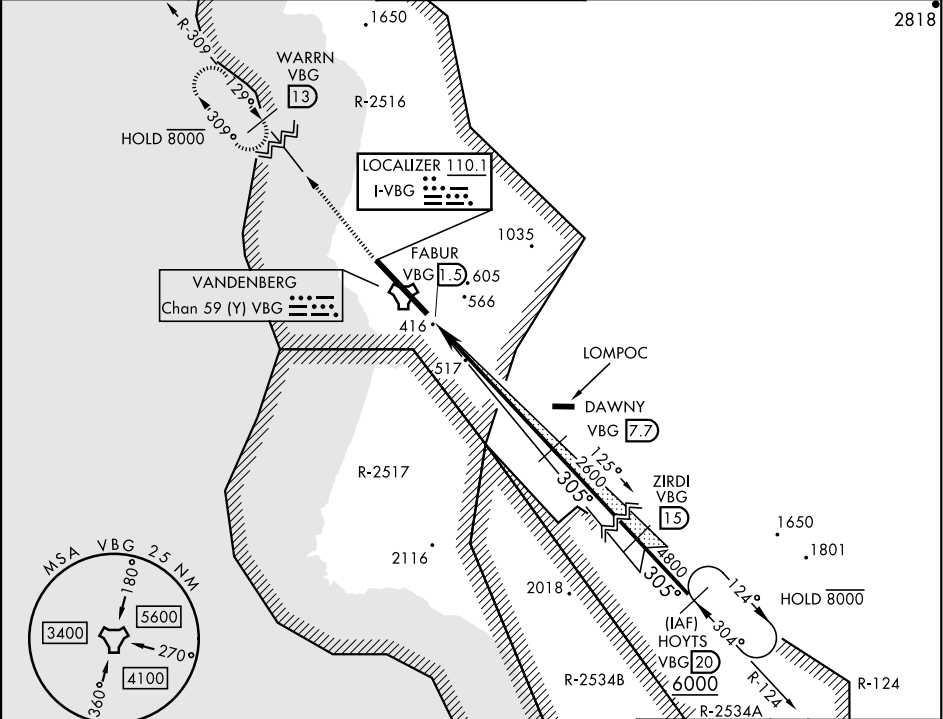 1650
2818
R-309
WARRN
VBG
13
129°
309°
HOLD 8000
R-2516
LOCALIZER 110.1
I-VBG
1035
FABUR
VBG 1.5
605
566
VANDENBERG
Chan 59 (Y) VBG
416
517
LOMPOC
DAWNY
VBG 7.7
125°
2600
305°
R-2517
ZIRDI
VBG
15
1650
1801
4800
305°
2116
2018
124°
HOLD 8000
304°
(IAF)
HOYTS
VBG 20
6000
R-124
R-124
R-2534B
R-2534A
MSA VBG 25 NM
180°
5600
3400
270°
4100
360°